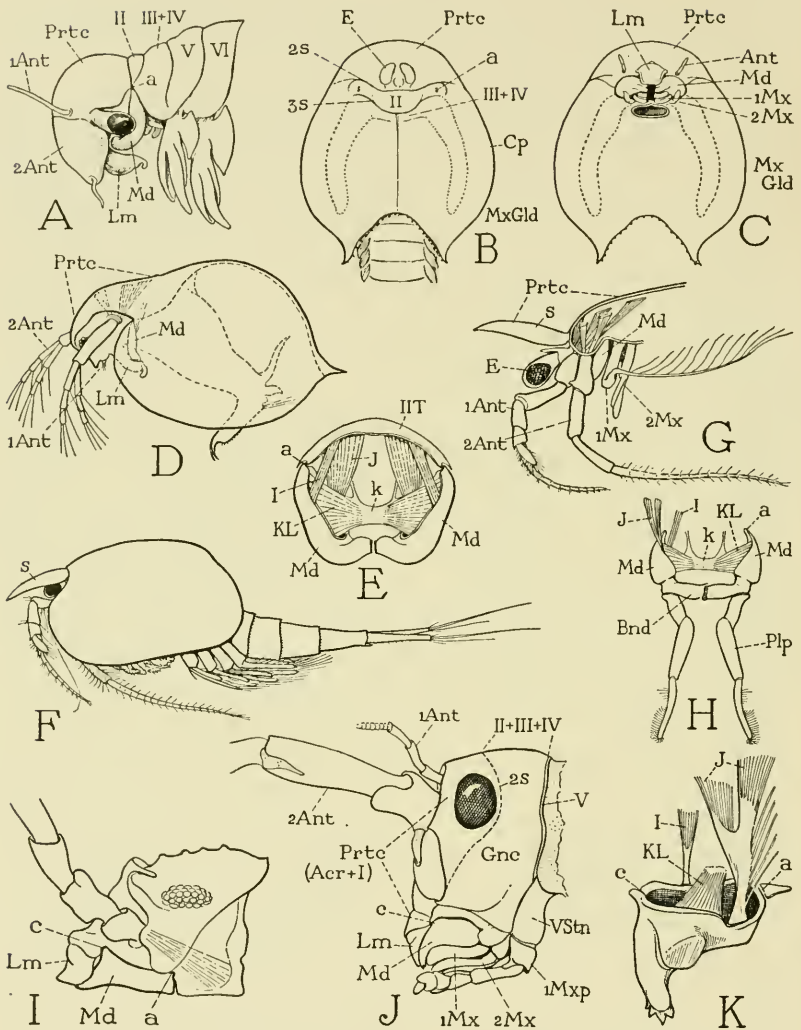 II III+IV
Prtc V VI
1Ant a
2Ant Md
Lm
A
E Prtc
2S a
3S II III+IV
Cp
MxGld
B
Lm Prtc
Ant
Md
1Mx
2Mx
Mx
Gld
C
Prtc
2Ant Md
Lm
1Ant
D
IIT
a J
I k
KL
Md Md
E
Prtc
s Md
E
1Ant
2Ant 1Mx 2Mx
G
s
F
J I KL a
k
Md Md
Bnd Plp
H
c
Lm
Md a
I
1Ant II+III+IV
2S
V
2Ant
Prtc Gnc
(Acr+I)
c
Lm VStn
Md
1Mxp
1Mx 2Mx
J
J
I
KL
c a
K